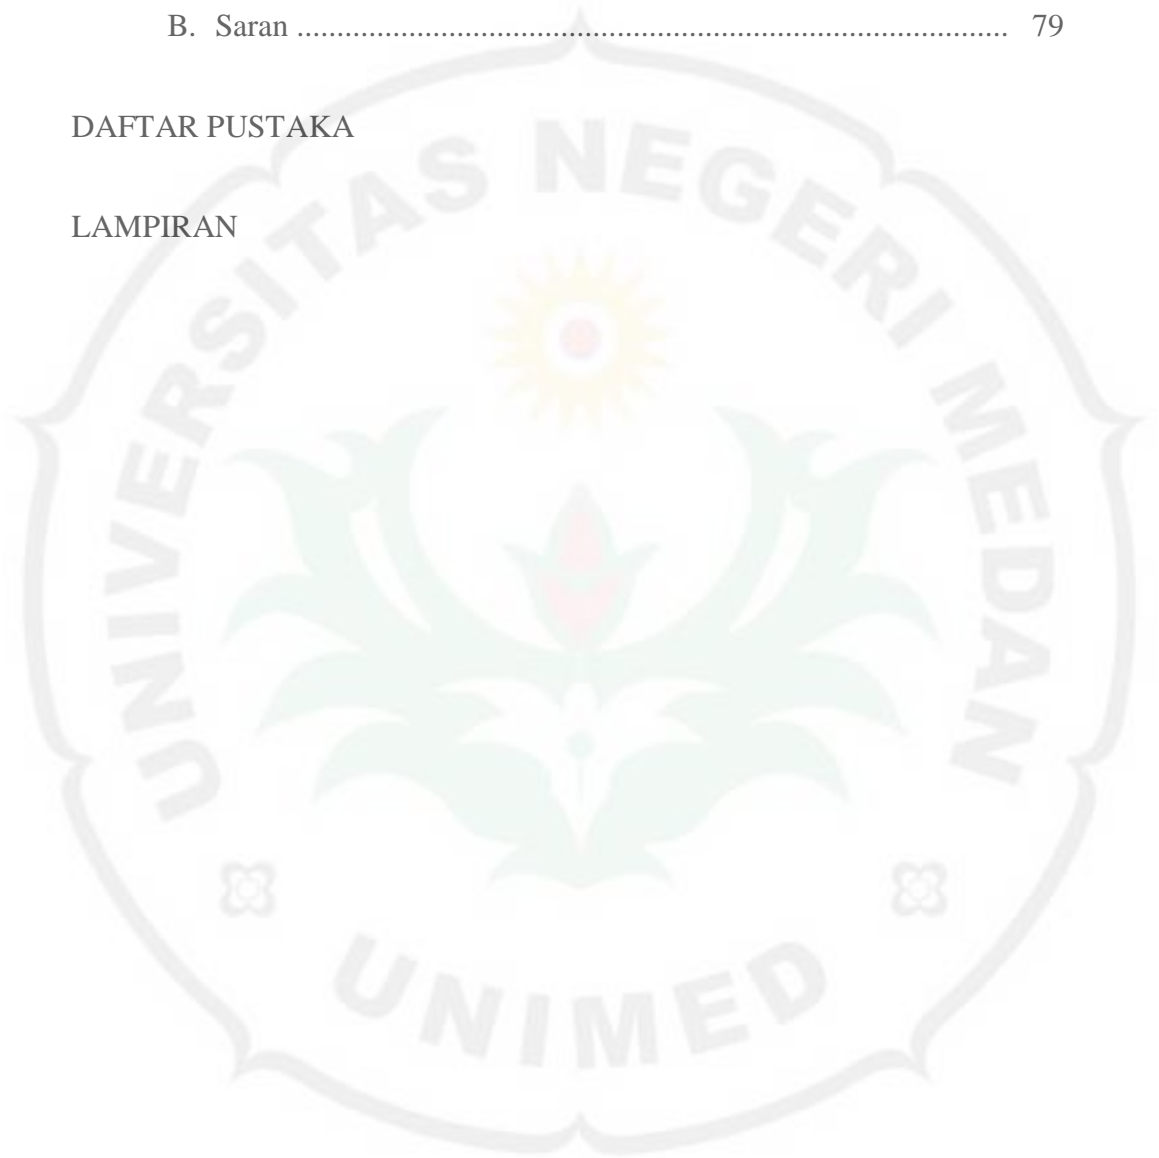 B. Saran ........................................................................... 79
DAFTAR PUSTAKA
LAMPIRAN
UNIVERSITAS NEGERI MEDAN
UNIMED